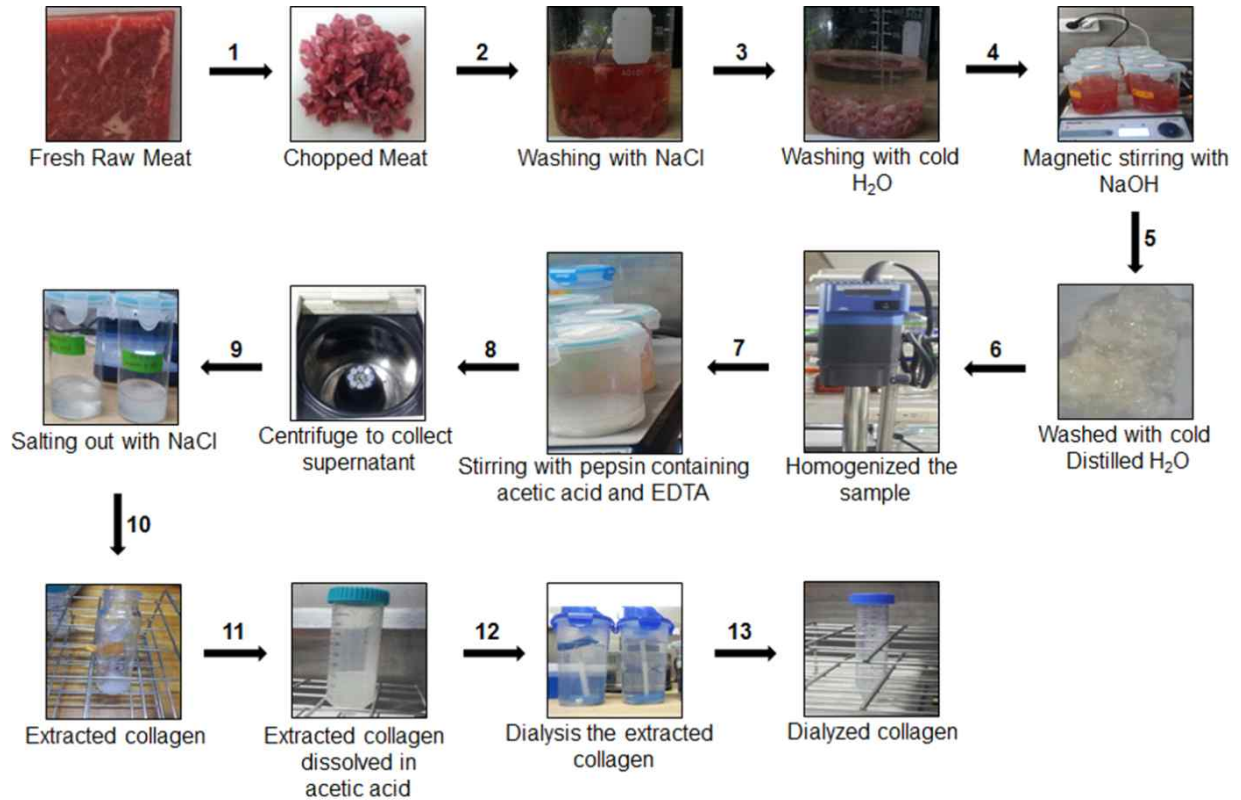 1
2
3
4
Fresh Raw Meat
Chopped Meat
Washing with NaCl
Washing with cold
H₂O
Magnetic stirring with
NaOH
5
9
8
7
6
Salting out with NaCl
Centrifuge to collect
supernatant
Stirring with pepsin containing
acetic acid and EDTA
Homogenized the
sample
Washed with cold
Distilled H₂O
10
11
12
13
Extracted collagen
Extracted collagen
dissolved in
acetic acid
Dialysis the extracted
collagen
Dialyzed collagen